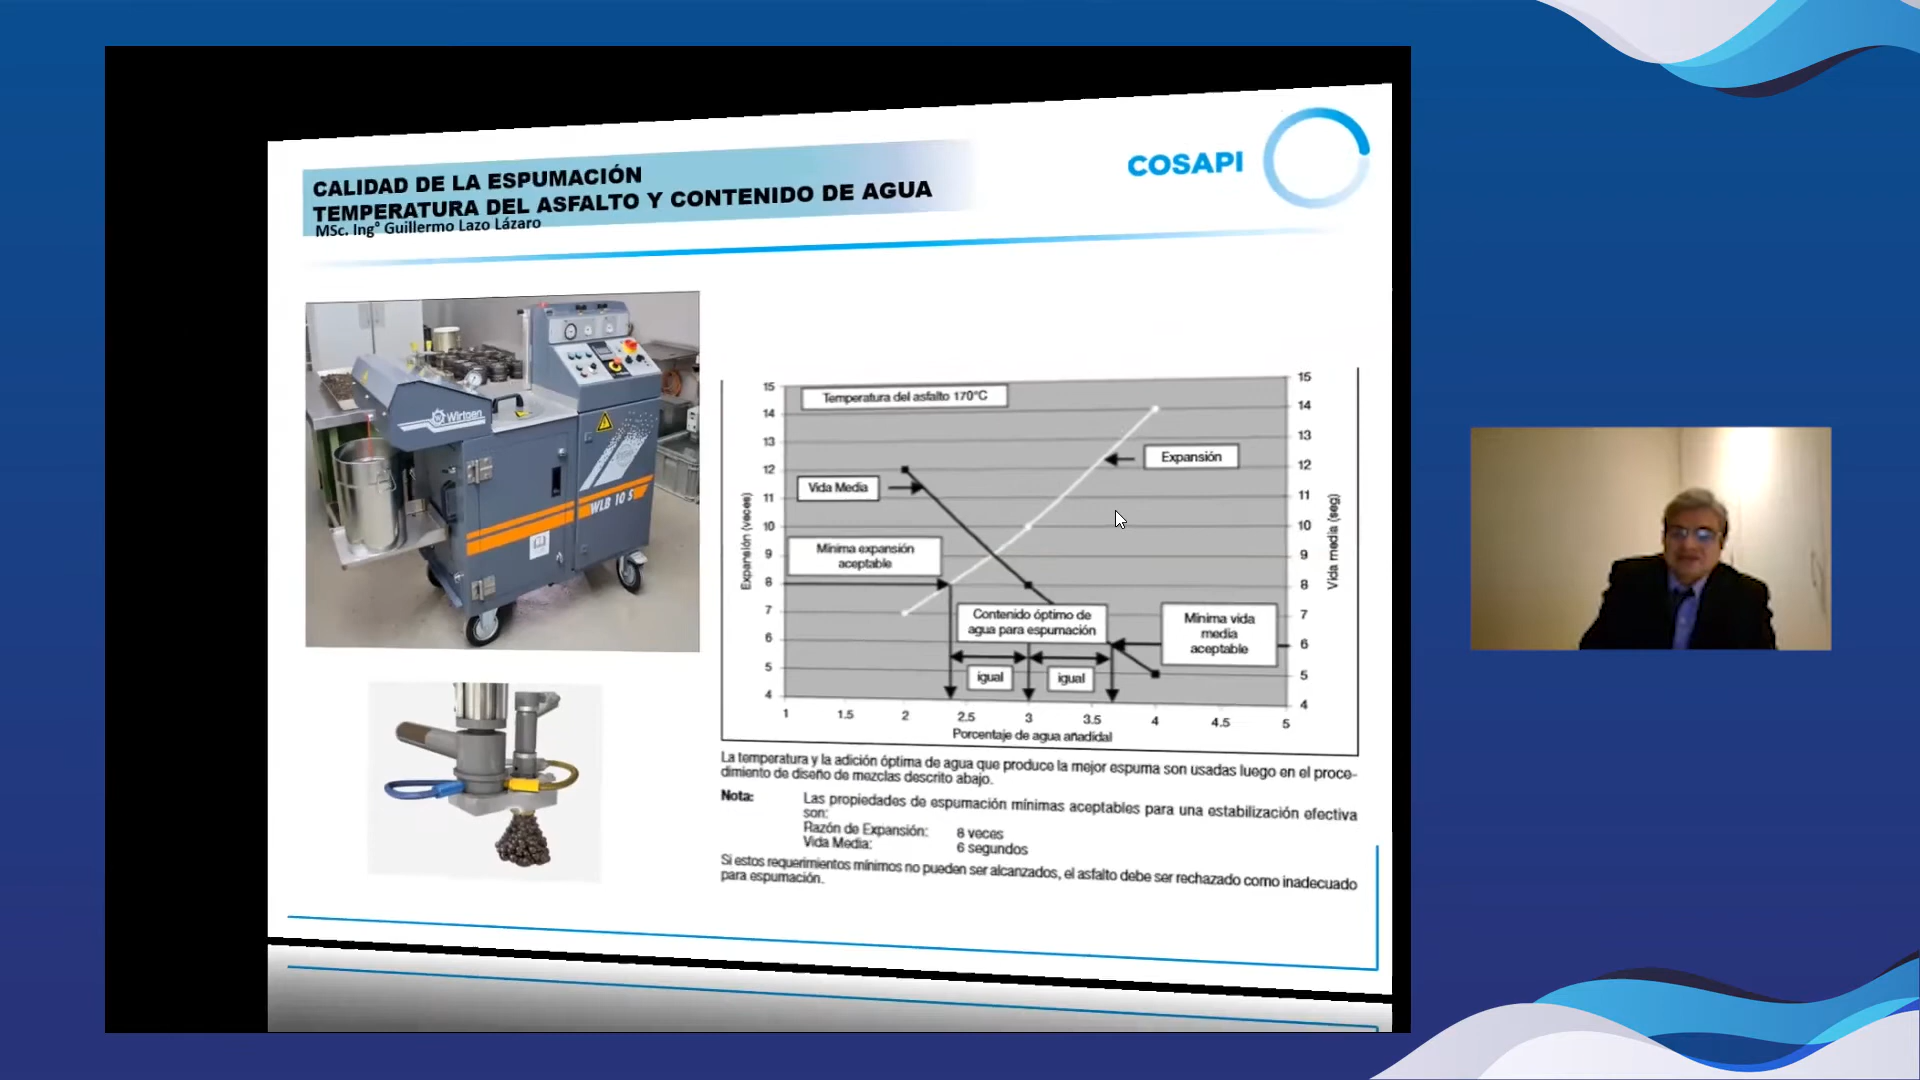 CALIDAD DE LA ESPUMACIÓN
TEMPERATURA DEL ASFALTO Y CONTENIDO DE AGUA
MSc. Ing° Guillermo Lazo Lázaro
COSAPI
Wirtgen
WLB 10 S
Temperatura del asfalto 170°C
Expansión
Vida Media
Mínima expansión
aceptable
Contenido óptimo de
agua para espumación
Mínima vida
media
aceptable
igual
igual
Expansión (veces)
15
14
13
12
11
10
9
8
7
6
5
4
Vida media (seg)
15
14
13
12
11
10
9
8
7
6
5
4
1 1.5 2 2.5 3 3.5 4 4.5 5
Porcentaje de agua añadidal
La temperatura y la adición óptima de agua que produce la mejor espuma son usadas luego en el proce-
dimiento de diseño de mezclas descrito abajo.
Nota: Las propiedades de espumación mínimas aceptables para una estabilización efectiva
son:
Razón de Expansión: 8 veces
Vida Media: 6 segundos
Si estos requerimientos mínimos no pueden ser alcanzados, el asfalto debe ser rechazado como inadecuado
para espumación.